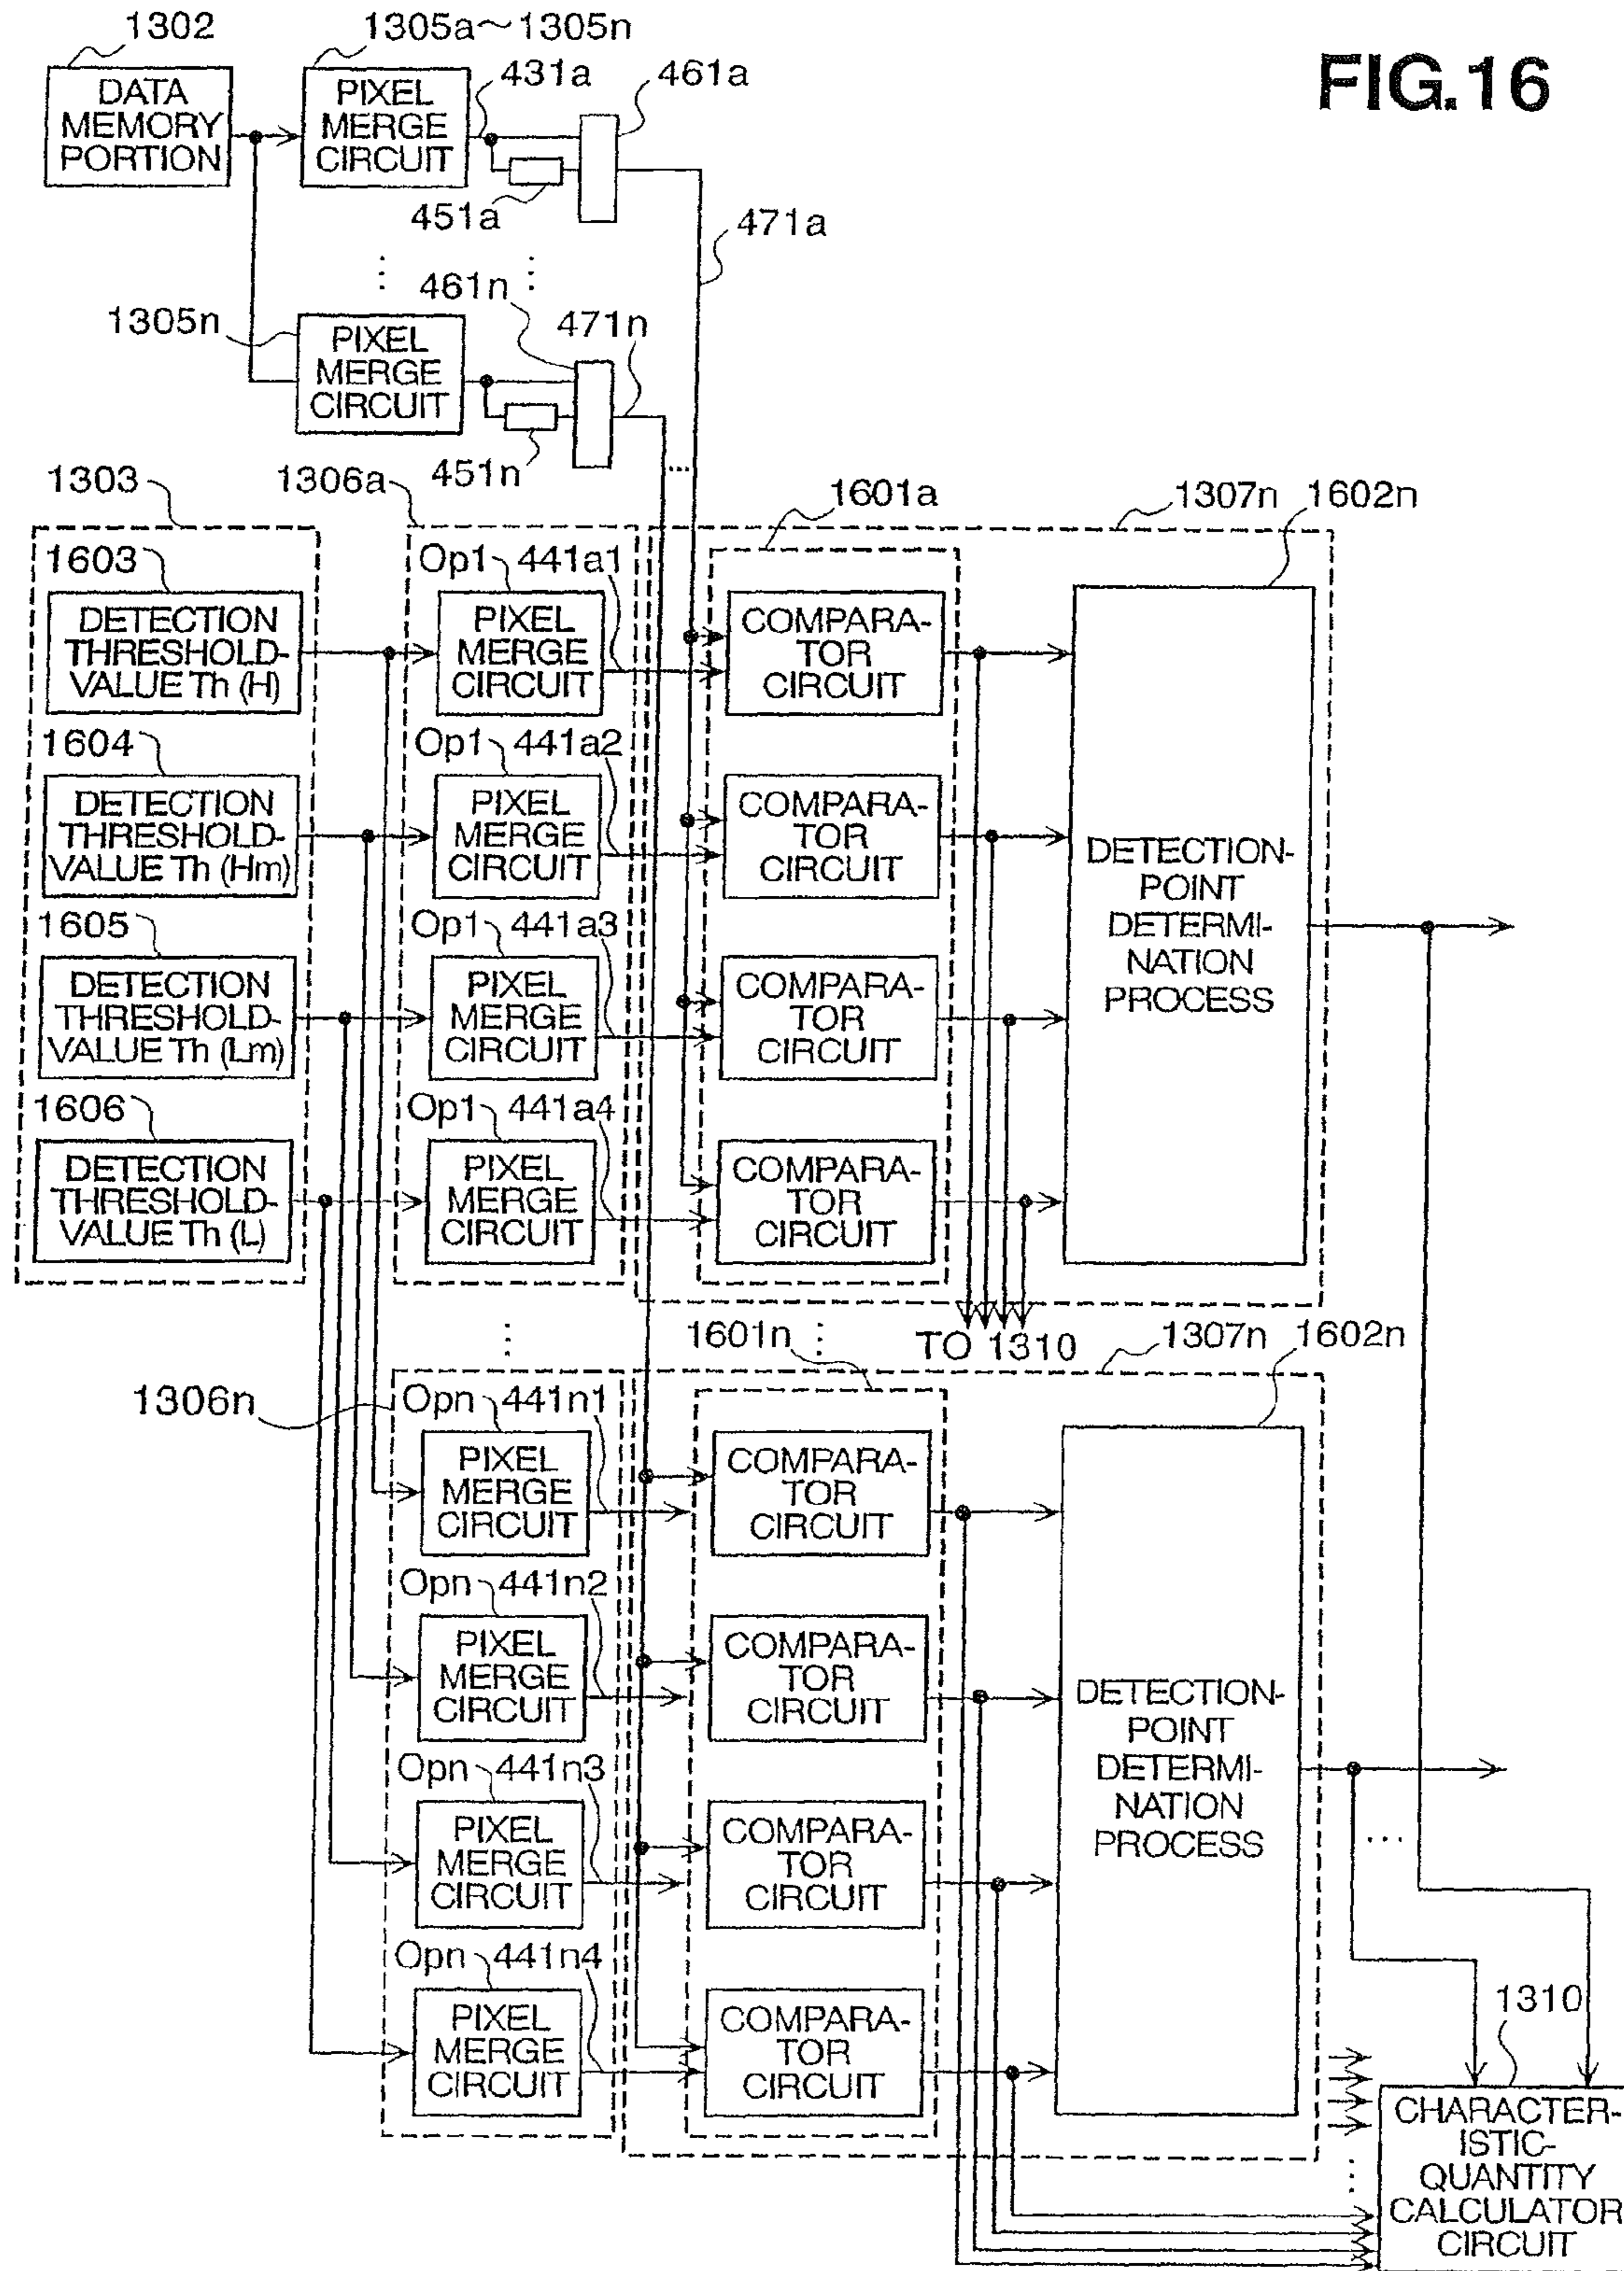 FIG.16
1302
1305a~1305n
431a
461a
DATA
MEMORY
PORTION
PIXEL
MERGE
CIRCUIT
451a
471a
461n
471n
1305n
PIXEL
MERGE
CIRCUIT
451n
1303
1306a
1601a
1307n
1602n
1603
DETECTION
THRESHOLD-
VALUE Th (H)
Op1
441a1
PIXEL
MERGE
CIRCUIT
COMPARA-
TOR
CIRCUIT
1604
DETECTION
THRESHOLD-
VALUE Th (Hm)
Op1
441a2
PIXEL
MERGE
CIRCUIT
COMPARA-
TOR
CIRCUIT
DETECTION-
POINT
DETERMI-
NATION
PROCESS
1605
DETECTION
THRESHOLD-
VALUE Th (Lm)
Op1
441a3
PIXEL
MERGE
CIRCUIT
COMPARA-
TOR
CIRCUIT
1606
DETECTION
THRESHOLD-
VALUE Th (L)
Op1
441a4
PIXEL
MERGE
CIRCUIT
COMPARA-
TOR
CIRCUIT
TO 1310
1601n
1307n
1602n
1306n
Opn
441n1
PIXEL
MERGE
CIRCUIT
COMPARA-
TOR
CIRCUIT
Opn
441n2
PIXEL
MERGE
CIRCUIT
COMPARA-
TOR
CIRCUIT
DETECTION-
POINT
DETERMI-
NATION
PROCESS
Opn
441n3
PIXEL
MERGE
CIRCUIT
COMPARA-
TOR
CIRCUIT
Opn
441n4
PIXEL
MERGE
CIRCUIT
COMPARA-
TOR
CIRCUIT
1310
CHARACTER-
ISTIC-
QUANTITY
CALCULATOR
CIRCUIT